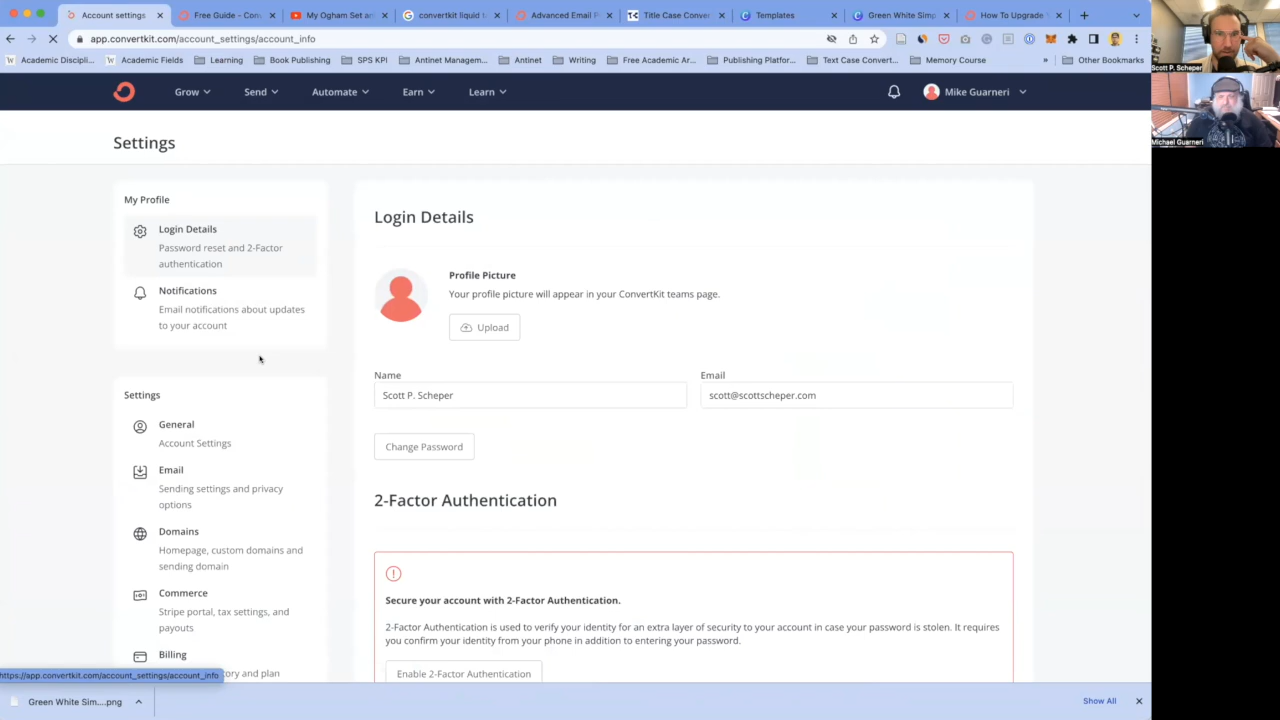 Account settings
Free Guide – Conv
My Ogham Set as
convertkit liquid ta
Advanced Email P
Title Case Conver
Templates
Green White Simp
How To Upgrade Y
app.convertkit.com/account_settings/account_info
Academic Discipli...
Academic Fields
Learning
Book Publishing
SPS KPI
Antinet Managem...
Antinet
Writing
Free Academic Ar...
Publishing Platfor...
Text Case Convert...
Memory Course
»
Other Bookmarks
Grow
Send
Automate
Earn
Learn
Mike Guarneri
Settings
My Profile
Login Details
Password reset and 2-Factor
authentication
Notifications
Email notifications about updates
to your account
Settings
General
Account Settings
Email
Sending settings and privacy
options
Domains
Homepage, custom domains and
sending domain
Commerce
Stripe portal, tax settings, and
payouts
Billing
ory and plan
Login Details
Profile Picture
Your profile picture will appear in your ConvertKit teams page.
Upload
Name
Email
Scott P. Scheper
scott@scottscheper.com
Change Password
2-Factor Authentication
Secure your account with 2-Factor Authentication.
2-Factor Authentication is used to verify your identity for an extra layer of security to your account in case your password is stolen. It requires
you confirm your identity from your phone in addition to entering your password.
Enable 2-Factor Authentication
https://app.convertkit.com/account_settings/account_info
Green White Sim....png
Show All
Scott P. Scheper
Michael Guarneri